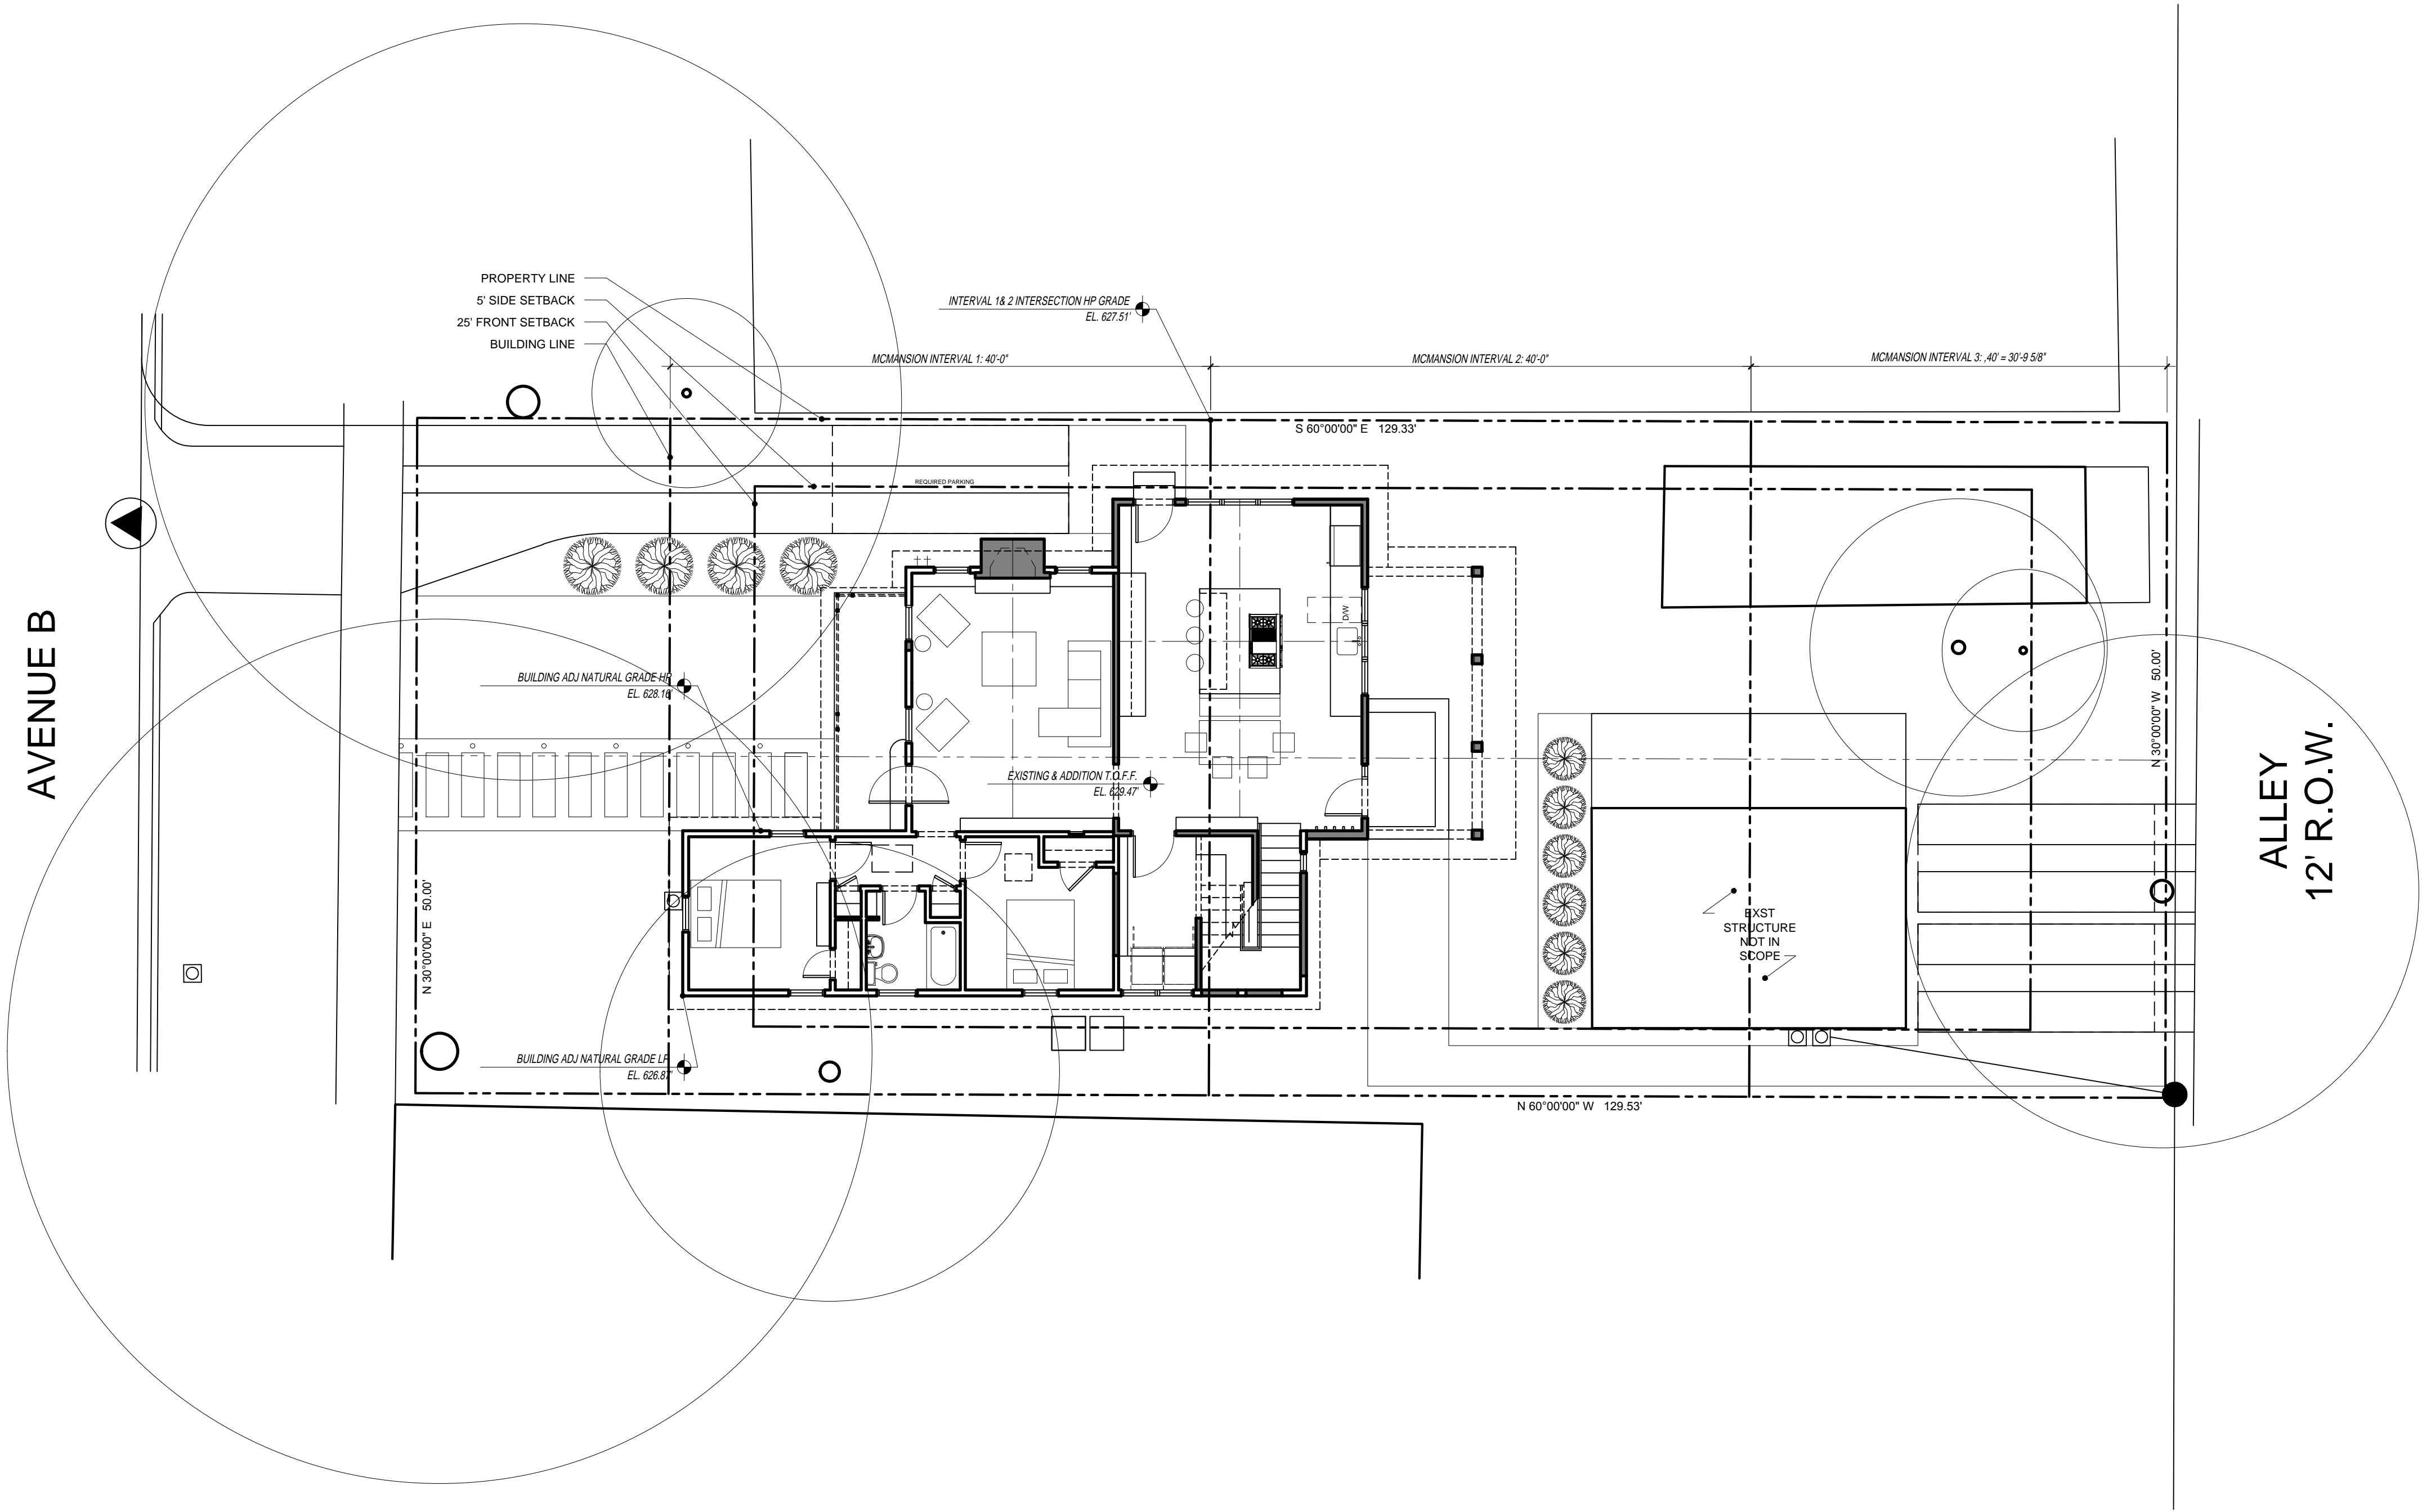 PROPERTY LINE
5' SIDE SETBACK
25' FRONT SETBACK
BUILDING LINE
INTERVAL 1& 2 INTERSECTION HP GRADE
EL. 627.51'
MCMANSION INTERVAL 1: 40'-0"
MCMANSION INTERVAL 2: 40'-0"
MCMANSION INTERVAL 3: ,40' = 30'-9 5/8"
S 60°00'00" E 129.33'
REQUIRED PARKING
D/W
AVENUE B
BUILDING ADJ NATURAL GRADE HP
EL. 628.16'
EXISTING & ADDITION T.O.F.F.
EL. 629.47'
N 30°00'00" W 50.00'
ALLEY
12' R.O.W.
N 30°00'00" E 50.00'
EXST
STRUCTURE
NOT IN
SCOPE
BUILDING ADJ NATURAL GRADE LP
EL. 626.87'
N 60°00'00" W 129.53'